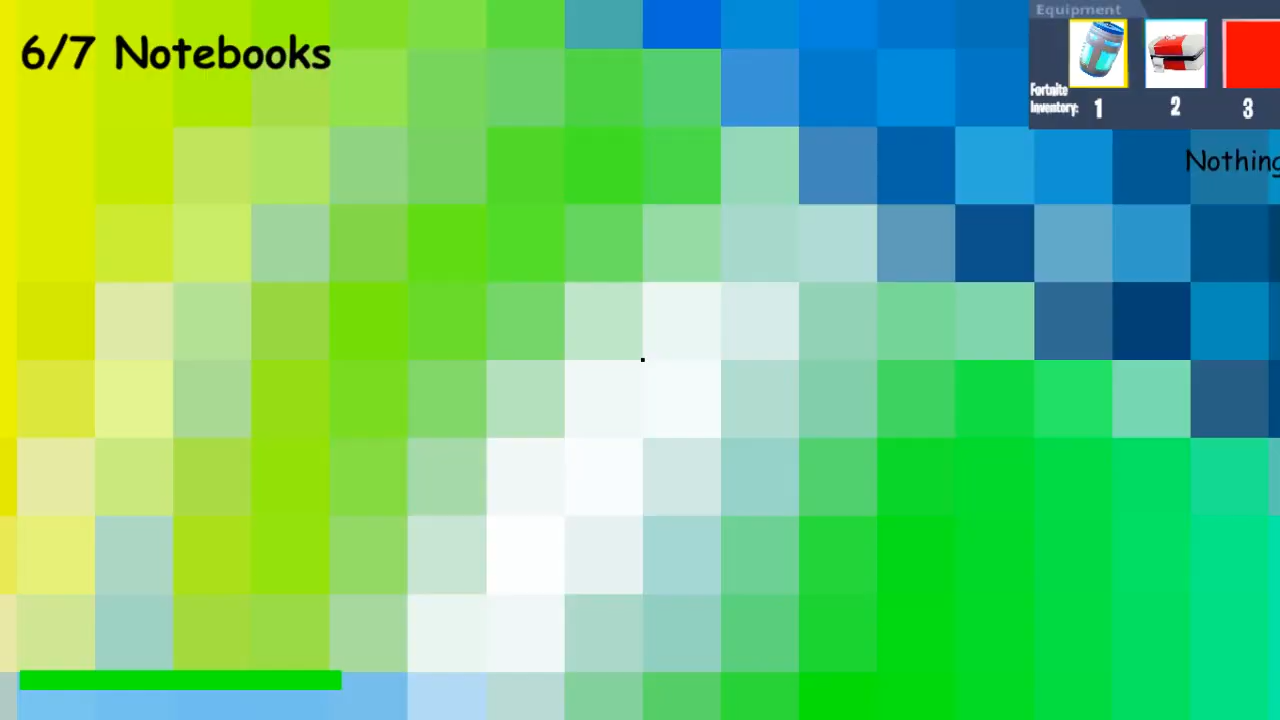 6/7 Notebooks
Equipment
Fortnite
Inventory:
1 2 3
Nothing